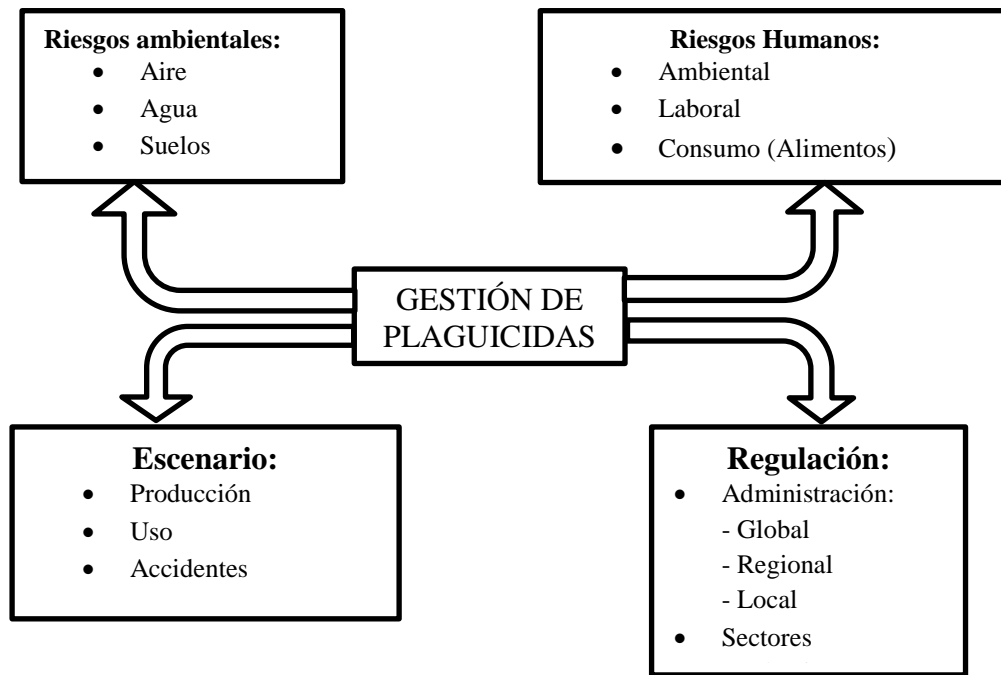 Riesgos ambientales:
• Aire
• Agua
• Suelos
Riesgos Humanos:
• Ambiental
• Laboral
• Consumo (Alimentos)
GESTIÓN DE
PLAGUICIDAS
Escenario:
• Producción
• Uso
• Accidentes
Regulación:
• Administración:
- Global
- Regional
- Local
• Sectores